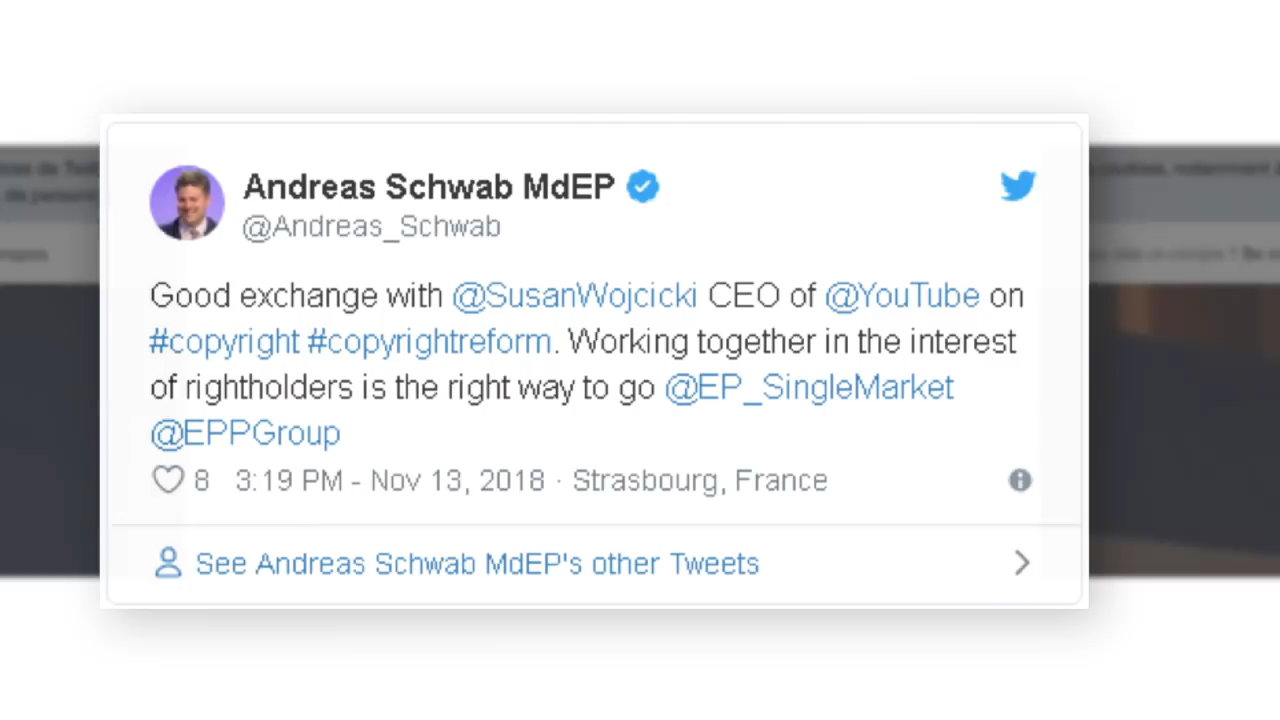 Andreas Schwab MdEP
@Andreas_Schwab
Good exchange with @SusanWojcicki CEO of @YouTube on
#copyright #copyrightreform. Working together in the interest
of rightholders is the right way to go @EP_SingleMarket
@EPPGroup
8 3:19 PM - Nov 13, 2018 · Strasbourg, France
See Andreas Schwab MdEP's other Tweets